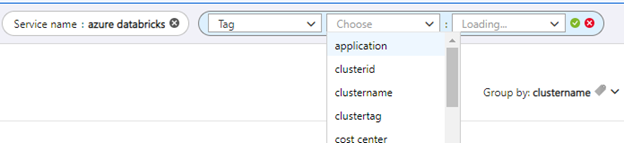 Service name : azure databricks Tag Choose : Loading...
application
clusterid
Group by: clustername
clustername
clustertag
cost center